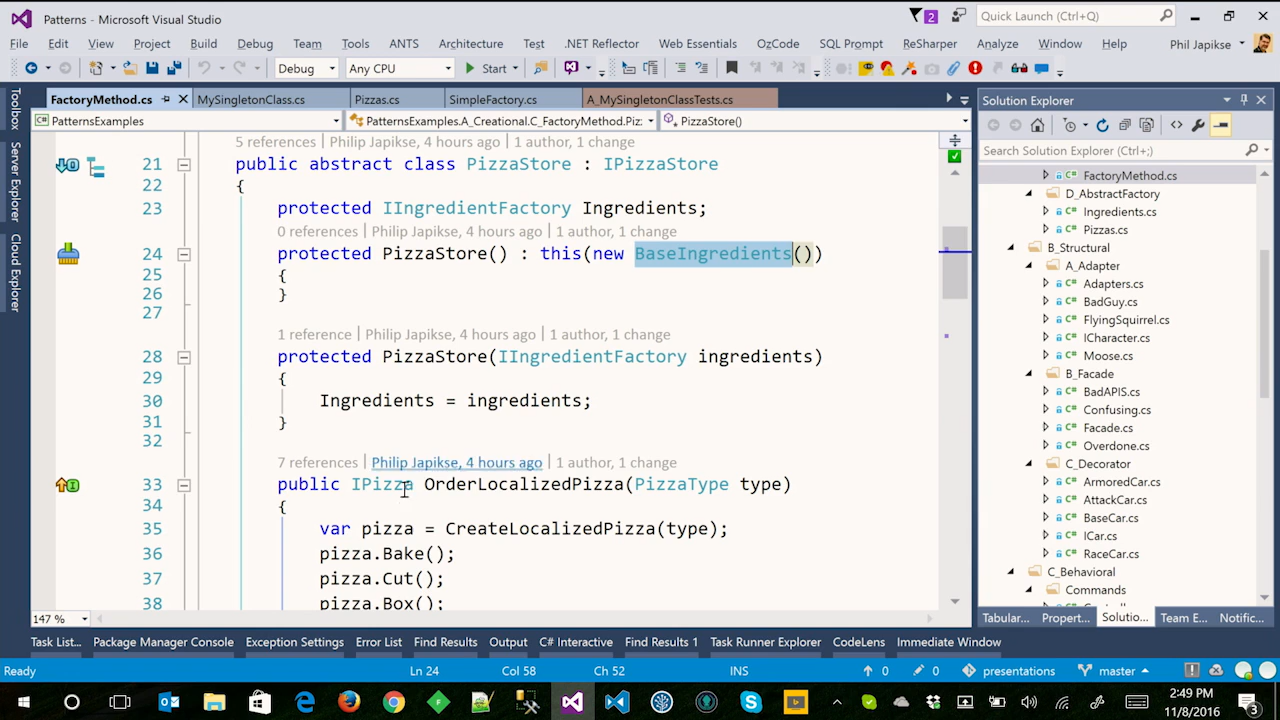 Patterns - Microsoft Visual Studio
2
Quick Launch (Ctrl+Q)
File Edit View Project Build Debug Team Tools ANTS Architecture Test .NET Reflector Web Essentials OzCode SQL Prompt ReSharper Analyze Window Help Phil Japikse
Debug Any CPU Start
Toolbox
Server Explorer
Cloud Explorer
FactoryMethod.cs MySingletonClass.cs Pizzas.cs SimpleFactory.cs A_MySingletonClassTests.cs
PatternsExamples PatternsExamples.A_Creational.C_FactoryMethod.Piz. PizzaStore()
5 references | Philip Japikse, 4 hours ago | 1 author, 1 change
21 public abstract class PizzaStore : IPizzaStore
22 {
23 protected IIngredientFactory Ingredients;
0 references | Philip Japikse, 4 hours ago | 1 author, 1 change
24 protected PizzaStore() : this(new BaseIngredients())
25 {
26 }
27
1 reference | Philip Japikse, 4 hours ago | 1 author, 1 change
28 protected PizzaStore(IIngredientFactory ingredients)
29 {
30 Ingredients = ingredients;
31 }
32
7 references | Philip Japikse, 4 hours ago | 1 author, 1 change
33 public IPizza OrderLocalizedPizza(PizzaType type)
34 {
35 var pizza = CreateLocalizedPizza(type);
36 pizza.Bake();
37 pizza.Cut();
38 pizza.Box();
147 %
Solution Explorer
Search Solution Explorer (Ctrl+;)
C# FactoryMethod.cs
D_AbstractFactory
C# Ingredients.cs
C# Pizzas.cs
B_Structural
A_Adapter
C# Adapters.cs
C# BadGuy.cs
C# FlyingSquirrel.cs
C# ICharacter.cs
C# Moose.cs
B_Facade
C# BadAPIS.cs
C# Confusing.cs
C# Facade.cs
C# Overdone.cs
C_Decorator
C# ArmoredCar.cs
C# AttackCar.cs
C# BaseCar.cs
C# ICar.cs
C# RaceCar.cs
C_Behavioral
Commands
Tabular... Propert... Solutio... Team E... Notific...
Task List... Package Manager Console Exception Settings Error List Find Results Output C# Interactive Find Results 1 Task Runner Explorer CodeLens Immediate Window
Ready Ln 24 Col 58 Ch 52 INS 0 0 presentations master
2:49 PM
11/8/2016
3